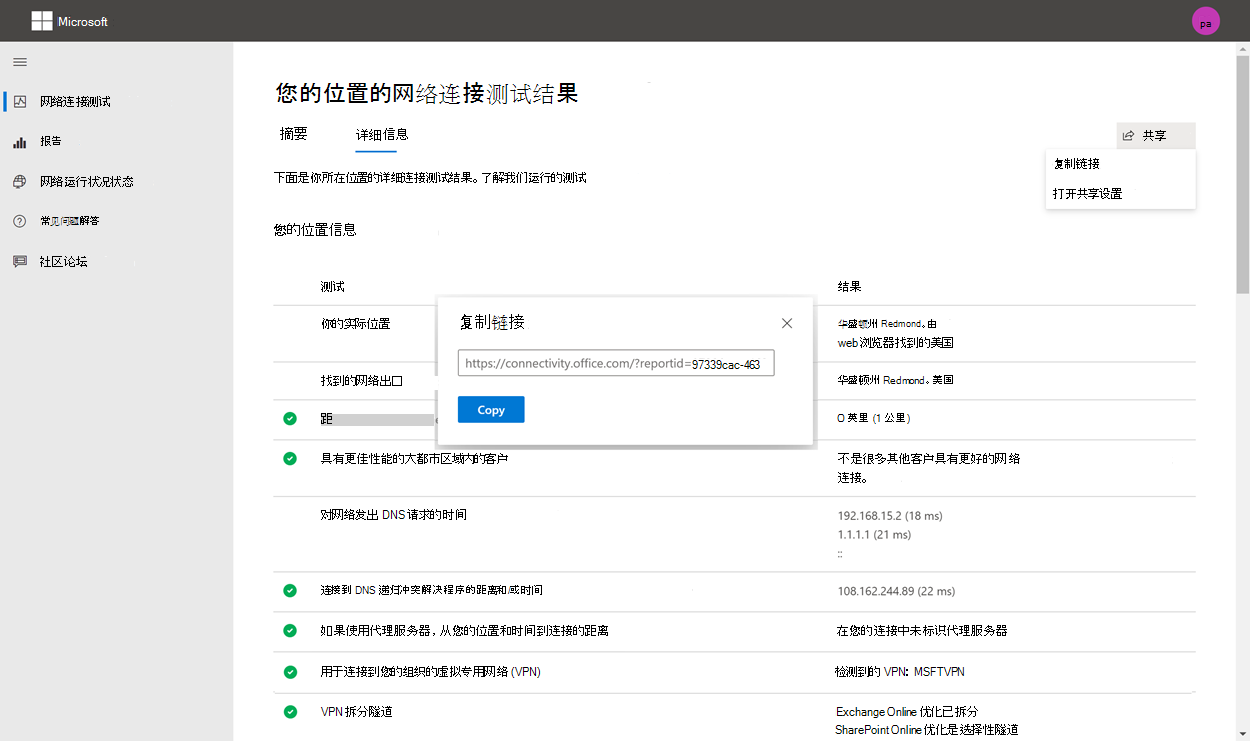 Microsoft
pa
网络连接测试
报告
网络运行状况状态
常见问题解答
社区论坛
您的位置的网络连接测试结果
摘要
详细信息
共享
复制链接
打开共享设置
下面是你所在位置的详细连接测试结果。了解我们运行的测试
您的位置信息
测试
结果
你的实际位置
华盛顿州 Redmond。由
web 浏览器找到的美国
找到的网络出口
华盛顿州 Redmond。美国
距
0 英里 (1 公里)
复制链接
https://connectivity.office.com/?reportid=97339cac-463
Copy
具有更佳性能的大都市区域内的客户
不是很多其他客户具有更好的网络
连接。
对网络发出 DNS 请求的时间
192.168.15.2 (18 ms)
1.1.1.1 (21 ms)
::
连接到 DNS 递归冲突解决程序的距离和/或时间
108.162.244.89 (22 ms)
如果使用代理服务器，从您的位置和时间到连接的距离
在您的连接中未标识代理服务器
用于连接到您的组织的虚拟专用网络 (VPN)
检测到的 VPN: MSFTVPN
VPN 拆分隧道
Exchange Online 优化已拆分
SharePoint Online 优化是选择性隧道